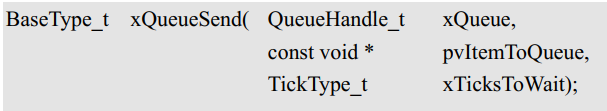 BaseType_t xQueueSend( QueueHandle_t xQueue,
const void * pvItemToQueue,
TickType_t xTicksToWait);